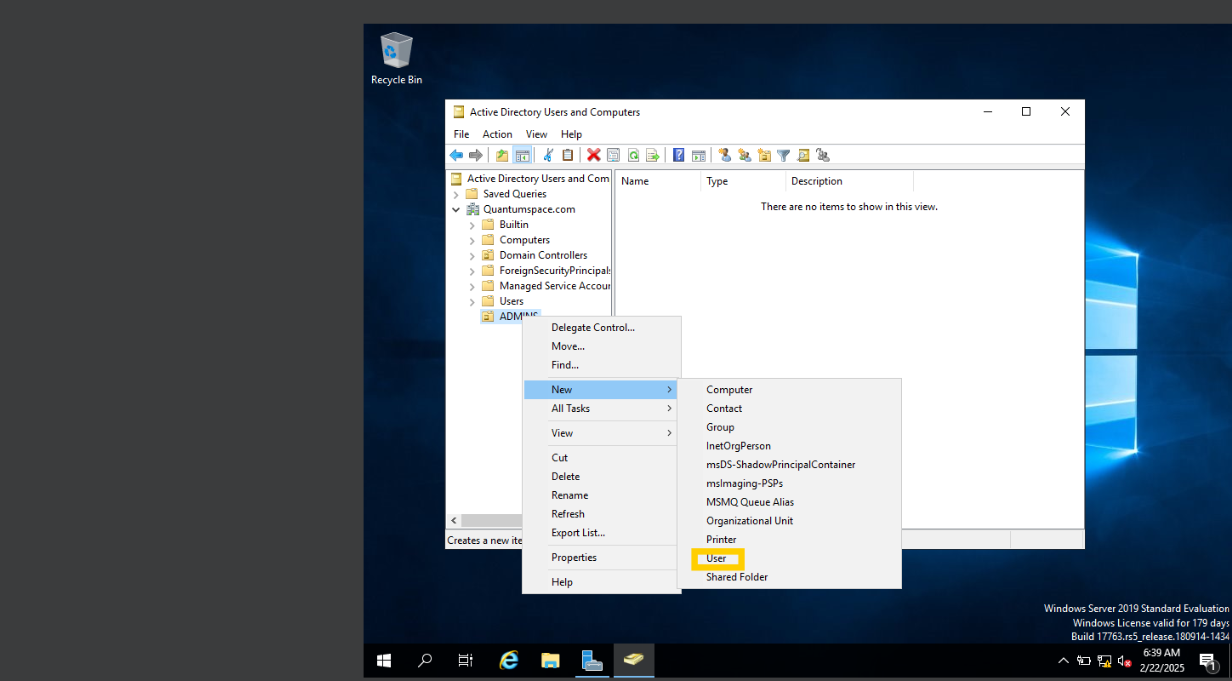 Recycle Bin
Active Directory Users and Computers
File Action View Help
Active Directory Users and Com
Saved Queries
Quantumspace.com
Builtin
Computers
Domain Controllers
ForeignSecurityPrincipals
Managed Service Accour
Users
ADMINS
Name Type Description
There are no items to show in this view.
Delegate Control...
Move...
Find...
New
All Tasks
View
Cut
Delete
Rename
Refresh
Export List...
Properties
Help
Computer
Contact
Group
InetOrgPerson
msDS-ShadowPrincipalContainer
msImaging-PSPs
MSMQ Queue Alias
Organizational Unit
Printer
User
Shared Folder
Creates a new ite
Windows Server 2019 Standard Evaluation
Windows License valid for 179 days
Build 17763.rs5_release.180914-1434
6:39 AM
2/22/2025
1